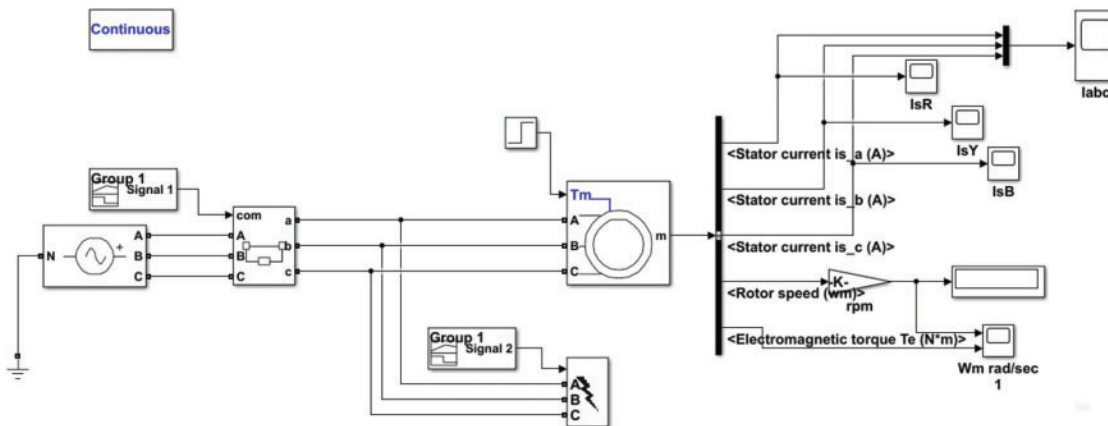 Continuous
Iabc
IsR
IsY
IsB
<Stator current is_a (A)>
<Stator current is_b (A)>
<Stator current is_c (A)>
<Rotor speed (wm)>
-K-
rpm
<Electromagnetic torque Te (N*m)>
Wm rad/sec
1
Group 1
Signal 1
com
A a
B b
C c
N
A
B
C
Tm
A
B
C
m
Group 1
Signal 2
A
B
C